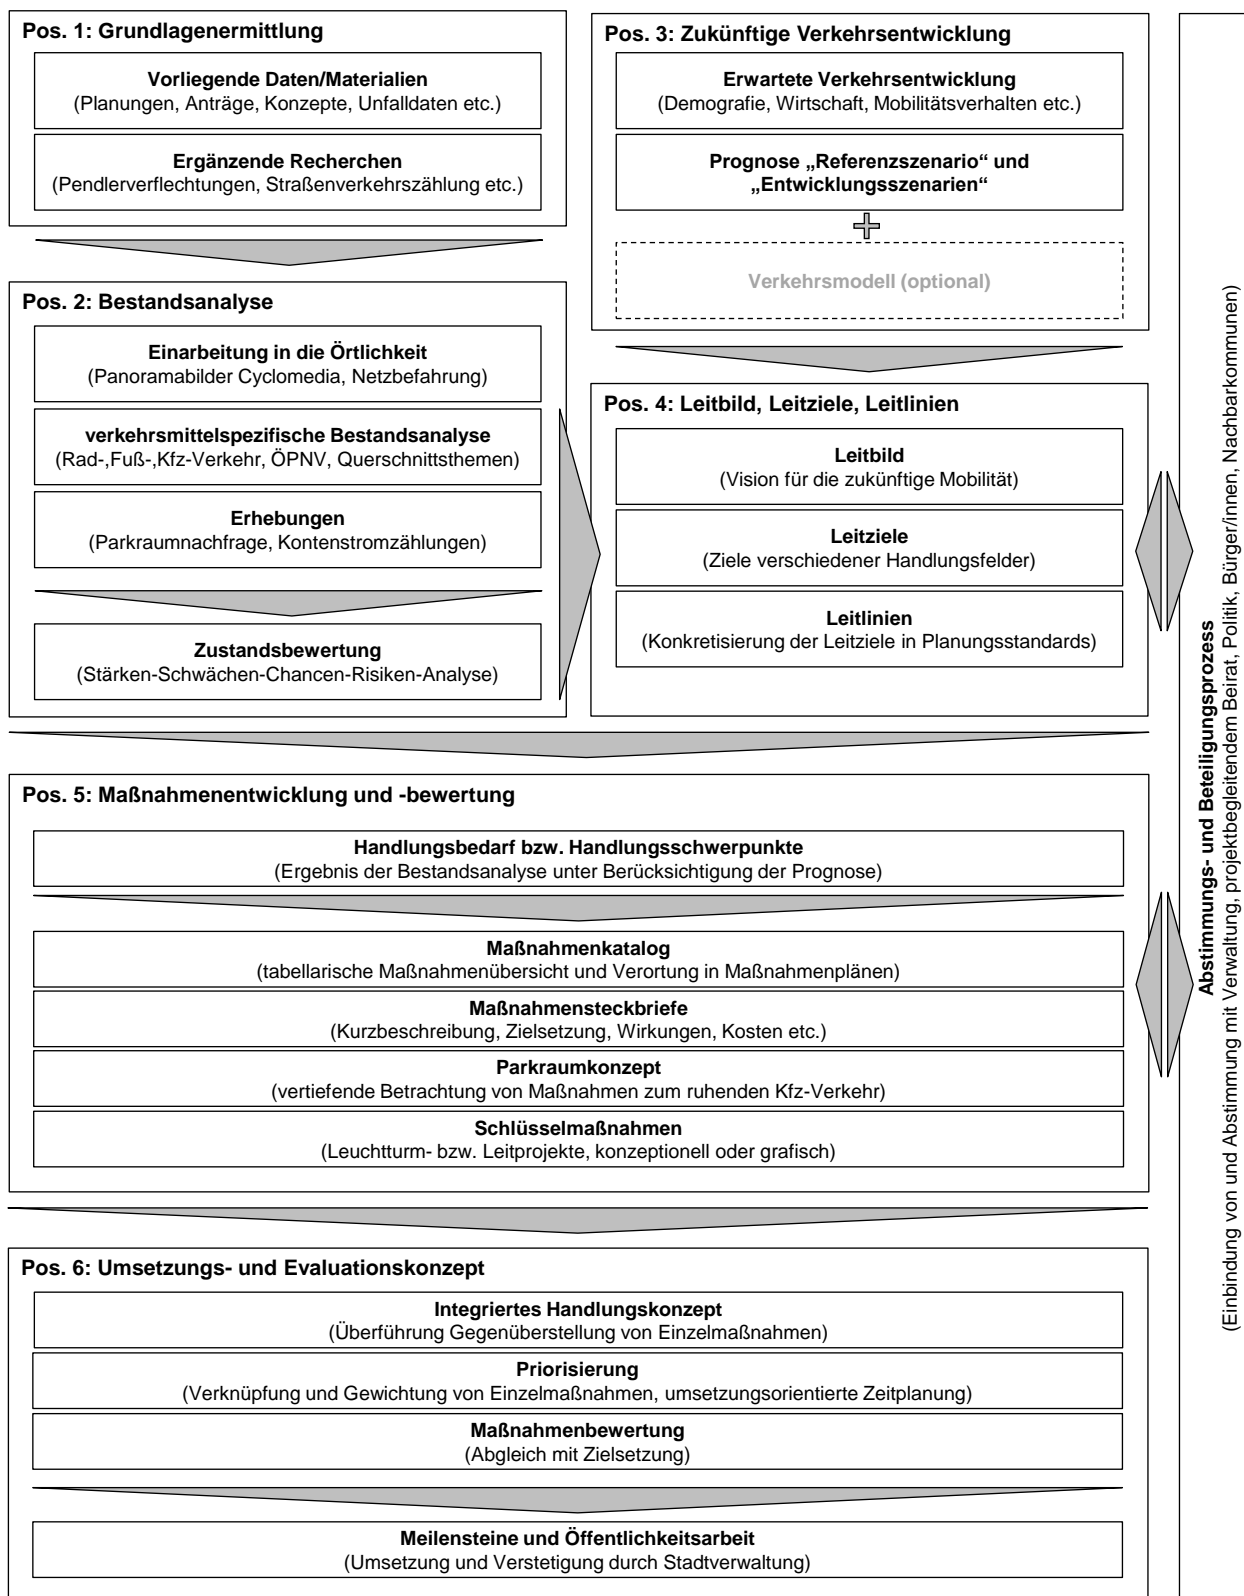 Pos. 1: Grundlagenermittlung
Vorliegende Daten/Materialien
(Planungen, Anträge, Konzepte, Unfalldaten etc.)
Ergänzende Recherchen
(Pendlerverflechtungen, Straßenverkehrszählung etc.)
Pos. 2: Bestandsanalyse
Einarbeitung in die Örtlichkeit
(Panoramabilder Cyclomedia, Netzbefahrung)
verkehrsmittelspezifische Bestandsanalyse
(Rad-,Fuß-,Kfz-Verkehr, ÖPNV, Querschnittsthemen)
Erhebungen
(Parkraumnachfrage, Kontenstromzählungen)
Zustandsbewertung
(Stärken-Schwächen-Chancen-Risiken-Analyse)
Pos. 3: Zukünftige Verkehrsentwicklung
Erwartete Verkehrsentwicklung
(Demografie, Wirtschaft, Mobilitätsverhalten etc.)
Prognose „Referenzszenario“ und
„Entwicklungsszenarien“
Verkehrsmodell (optional)
Pos. 4: Leitbild, Leitziele, Leitlinien
Leitbild
(Vision für die zukünftige Mobilität)
Leitziele
(Ziele verschiedener Handlungsfelder)
Leitlinien
(Konkretisierung der Leitziele in Planungsstandards)
Pos. 5: Maßnahmenentwicklung und -bewertung
Handlungsbedarf bzw. Handlungsschwerpunkte
(Ergebnis der Bestandsanalyse unter Berücksichtigung der Prognose)
Maßnahmenkatalog
(tabellarische Maßnahmenübersicht und Verortung in Maßnahmenplänen)
Maßnahmensteckbriefe
(Kurzbeschreibung, Zielsetzung, Wirkungen, Kosten etc.)
Parkraumkonzept
(vertiefende Betrachtung von Maßnahmen zum ruhenden Kfz-Verkehr)
Schlüsselmaßnahmen
(Leuchtturm- bzw. Leitprojekte, konzeptionell oder grafisch)
Pos. 6: Umsetzungs- und Evaluationskonzept
Integriertes Handlungskonzept
(Überführung Gegenüberstellung von Einzelmaßnahmen)
Priorisierung
(Verknüpfung und Gewichtung von Einzelmaßnahmen, umsetzungsorientierte Zeitplanung)
Maßnahmenbewertung
(Abgleich mit Zielsetzung)
Meilensteine und Öffentlichkeitsarbeit
(Umsetzung und Verstetigung durch Stadtverwaltung)
Abstimmungs- und Beteiligungsprozess
(Einbindung von und Abstimmung mit Verwaltung, projektbegleitendem Beirat, Politik, Bürger/innen, Nachbarkommunen)